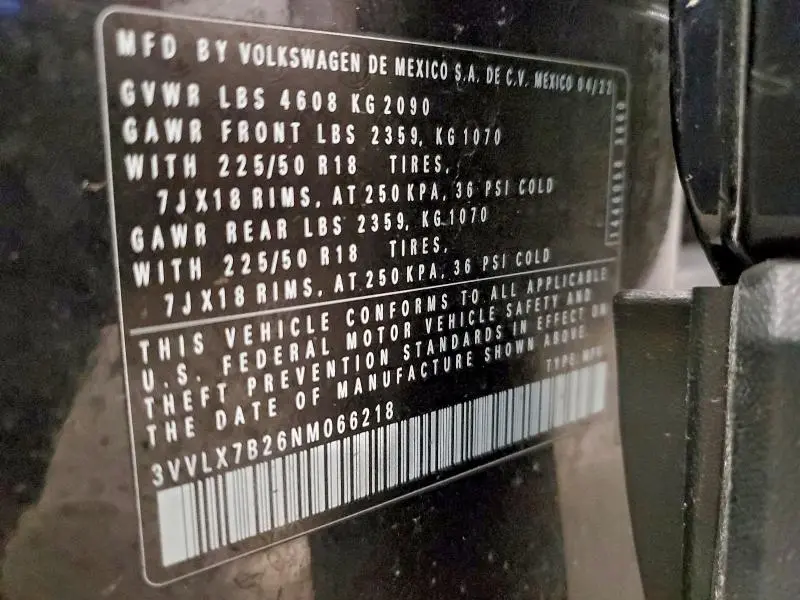 MFD BY VOLKSWAGEN DE MEXICO S.A. DE C.V. MEXICO 04/22
GVWR LBS 4608 KG 2090
GAWR FRONT LBS 2359, KG 1070
WITH 225/50 R18 TIRES,
7JX18 RIMS, AT 250 KPA, 36 PSI COLD
GAWR REAR LBS 2359, KG 1070
WITH 225/50 R18 TIRES,
7JX18 RIMS, AT 250 KPA, 36 PSI COLD
THIS VEHICLE CONFORMS TO ALL APPLICABLE
U.S. FEDERAL MOTOR VEHICLE SAFETY AND
THEFT PREVENTION STANDARDS IN EFFECT ON
THE DATE OF MANUFACTURE SHOWN ABOVE
TYPE MPV
3VVLX7B26NM066218